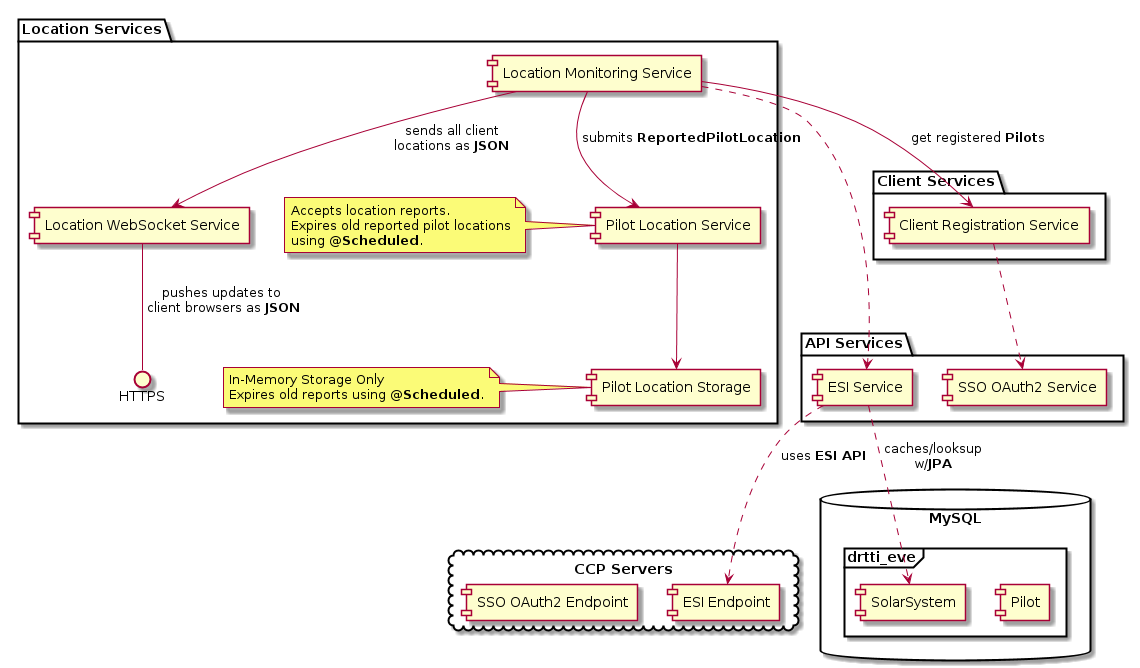 Location Services
Location Monitoring Service
sends all client
locations as JSON
submits ReportedPilotLocation
get registered Pilots
Client Services
Location WebSocket Service
Accepts location reports.
Expires old reported pilot locations
using @Scheduled.
Pilot Location Service
Client Registration Service
pushes updates to
client browsers as JSON
API Services
HTTPS
In-Memory Storage Only
Expires old reports using @Scheduled.
Pilot Location Storage
ESI Service
SSO OAuth2 Service
uses ESI API
caches/looksup
w/JPA
MySQL
drtti_eve
CCP Servers
SSO OAuth2 Endpoint
ESI Endpoint
SolarSystem
Pilot